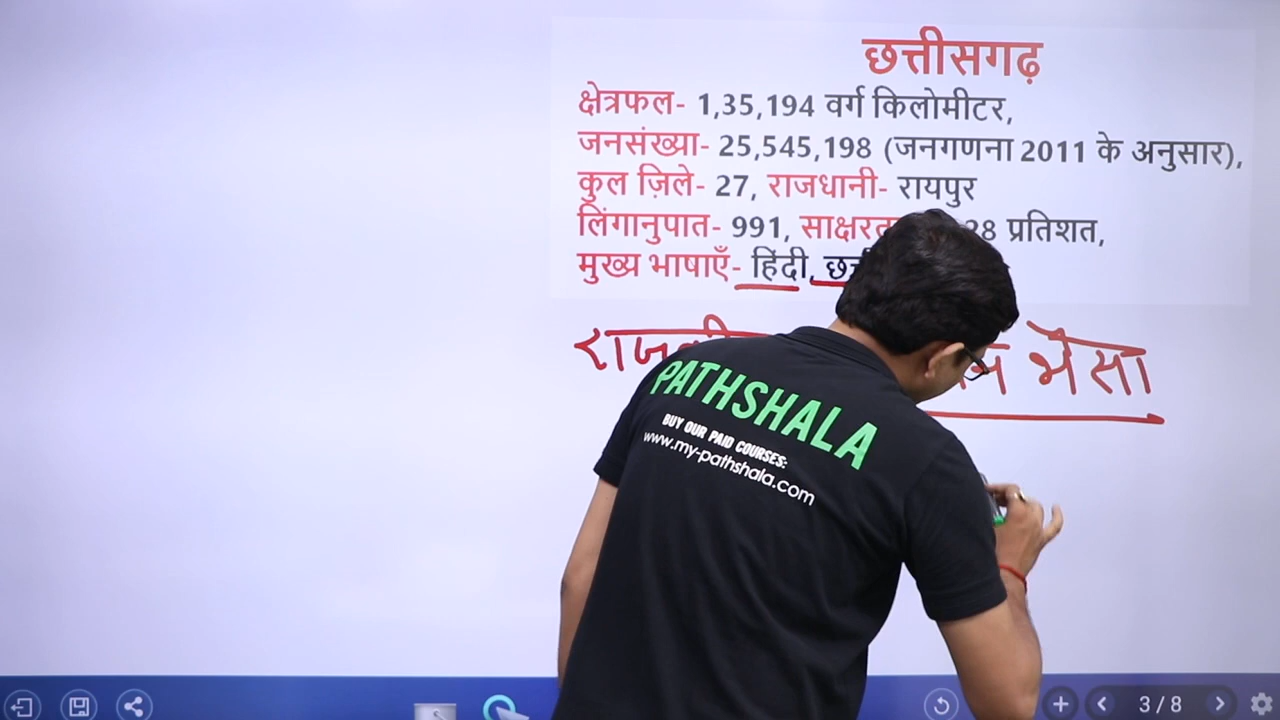 छत्तीसगढ़
क्षेत्रफल- 1,35,194 वर्ग किलोमीटर,
जनसंख्या- 25,545,198 (जनगणना 2011 के अनुसार),
कुल ज़िले- 27, राजधानी- रायपुर
लिंगानुपात- 991, 28 प्रतिशत,
मुख्य भाषाएँ- हिंदी,
भैंसा
PATHSHALA
BUY OUR PAID COURSES:
www.my-pathshala.com
3 / 8